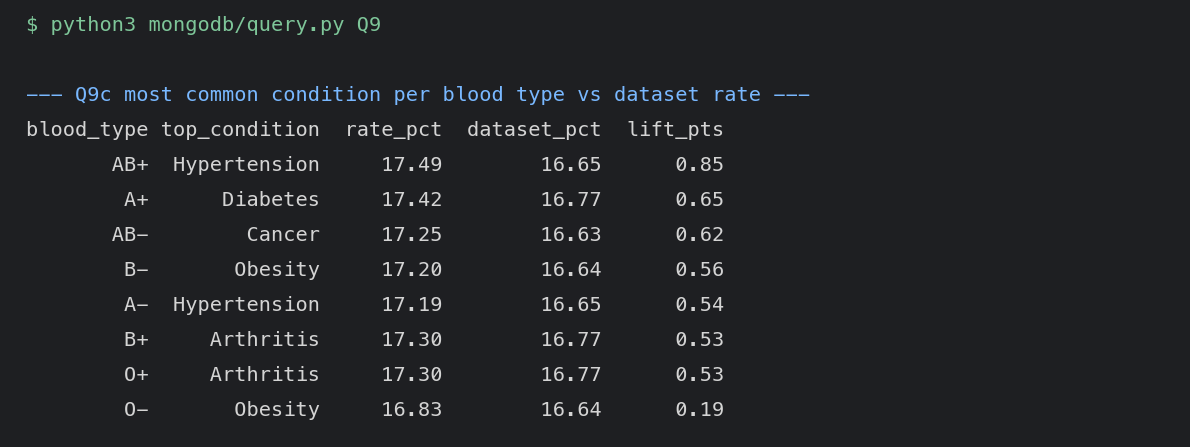 $ python3 mongodb/query.py Q9
--- Q9c most common condition per blood type vs dataset rate ---
blood_type top_condition  rate_pct  dataset_pct  lift_pts
       AB+  Hypertension     17.49        16.65      0.85
        A+      Diabetes     17.42        16.77      0.65
       AB−        Cancer     17.25        16.63      0.62
        B−       Obesity     17.20        16.64      0.56
        A−  Hypertension     17.19        16.65      0.54
        B+     Arthritis     17.30        16.77      0.53
        O+     Arthritis     17.30        16.77      0.53
        O−       Obesity     16.83        16.64      0.19